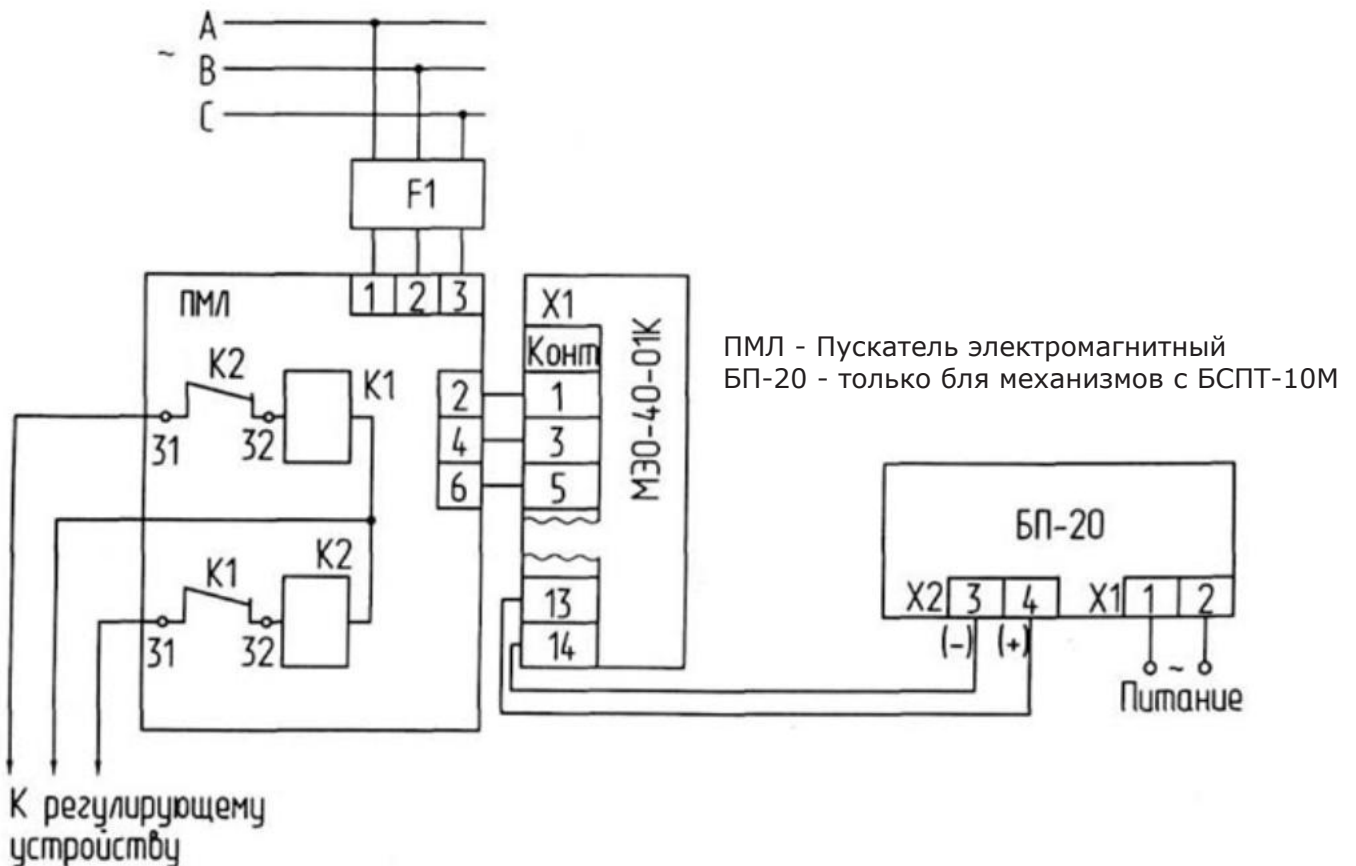 A
~
B
C
F1
ПМЛ
1 2 3
X1
Конт
МЭО-40-01К
K2
K1
31
32
2
4
6
1
3
5
ПМЛ - Пускатель электромагнитный
БП-20 - только бля механизмов с БСПТ-10М
K1
K2
31
32
13
14
БП-20
X2 3 4 X1 1 2
(-) (+)
~
Питание
К регулирующему
устройству